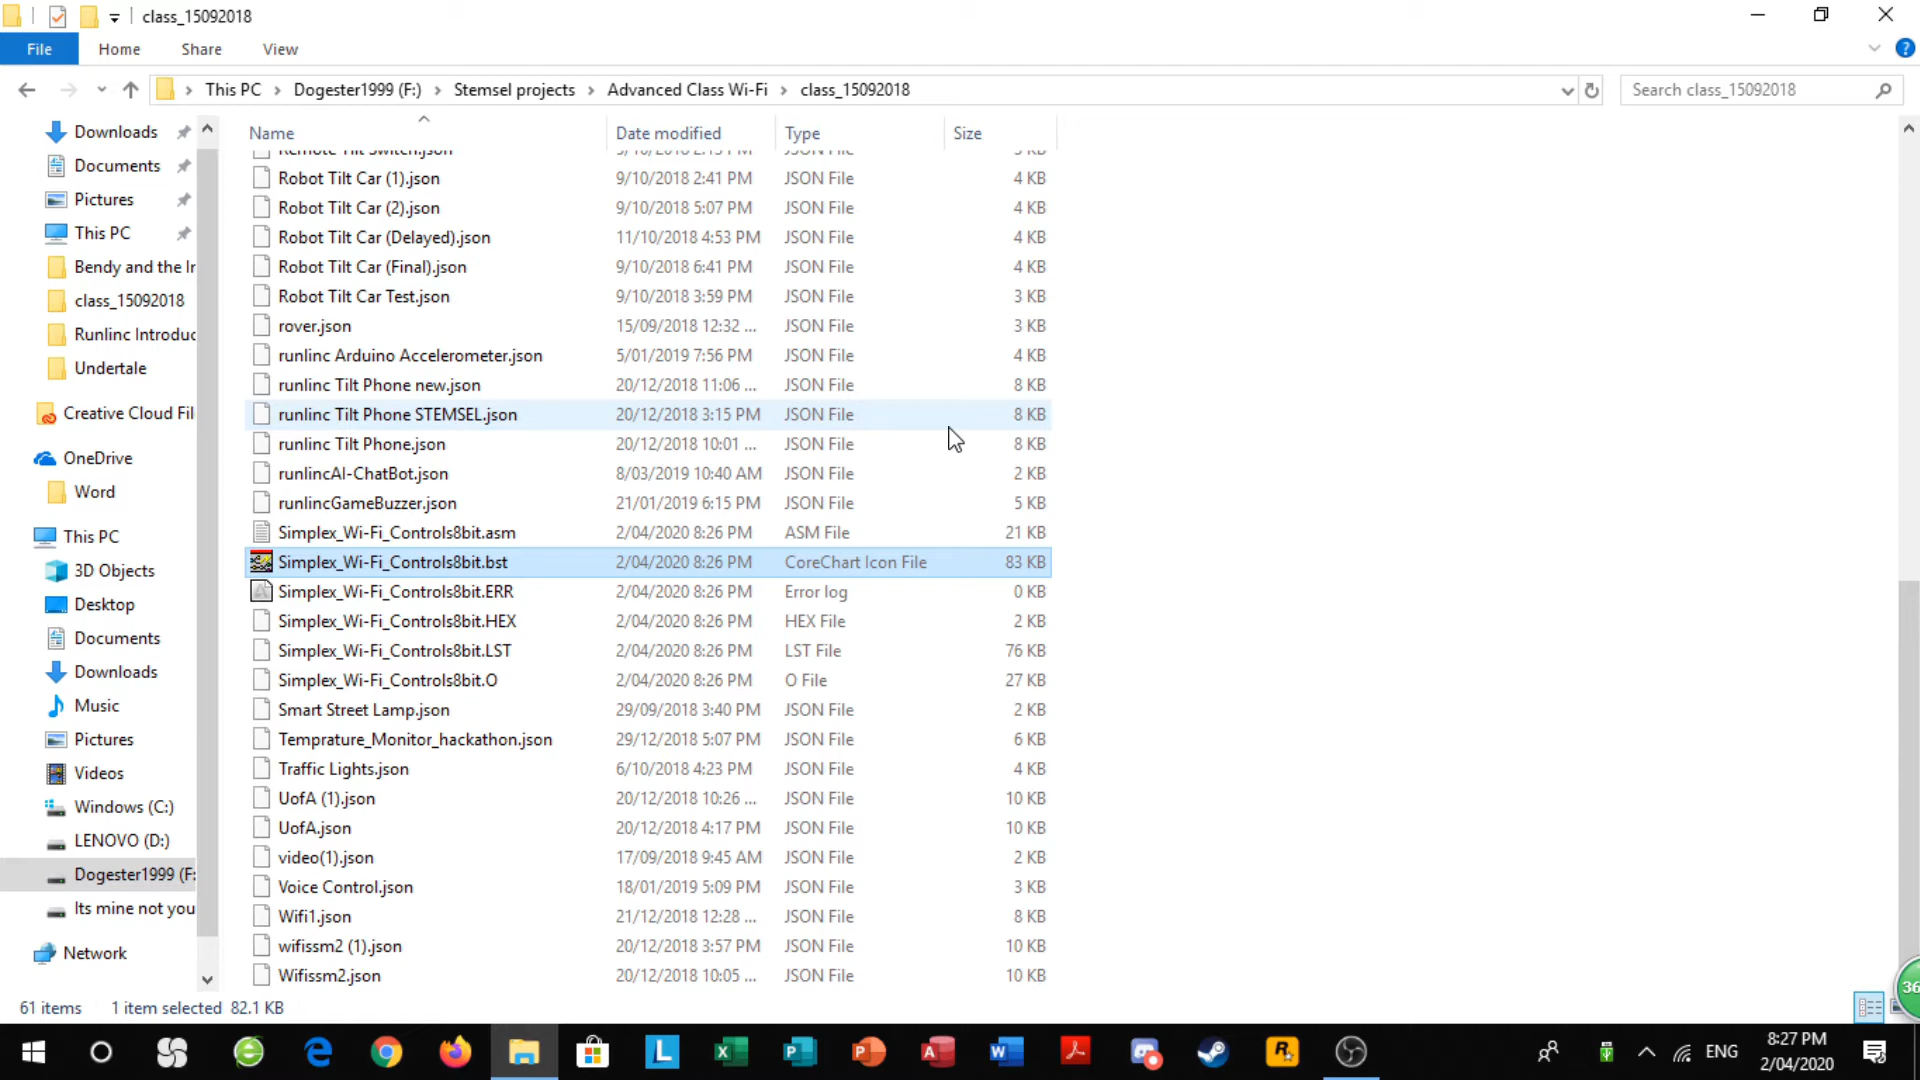 class_15092018
File Home Share View
This PC Dogester1999 (F:) Stemsel projects Advanced Class Wi-Fi class_15092018
Search class_15092018
Downloads
Documents
Pictures
This PC
Bendy and the Ir
class_15092018
Runlinc Introduc
Undertale
Creative Cloud Fil
OneDrive
Word
This PC
3D Objects
Desktop
Documents
Downloads
Music
Pictures
Videos
Windows (C:)
LENOVO (D:)
Dogester1999 (F:
Its mine not you
Network
Name Date modified Type Size
Remote Tilt Switch.json
Robot Tilt Car (1).json 9/10/2018 2:41 PM JSON File 4 KB
Robot Tilt Car (2).json 9/10/2018 5:07 PM JSON File 4 KB
Robot Tilt Car (Delayed).json 11/10/2018 4:53 PM JSON File 4 KB
Robot Tilt Car (Final).json 9/10/2018 6:41 PM JSON File 4 KB
Robot Tilt Car Test.json 9/10/2018 3:59 PM JSON File 3 KB
rover.json 15/09/2018 12:32 ... JSON File 3 KB
runlinc Arduino Accelerometer.json 5/01/2019 7:56 PM JSON File 4 KB
runlinc Tilt Phone new.json 20/12/2018 11:06 ... JSON File 8 KB
runlinc Tilt Phone STEMSEL.json 20/12/2018 3:15 PM JSON File 8 KB
runlinc Tilt Phone.json 20/12/2018 10:01 ... JSON File 8 KB
runlincAI-ChatBot.json 8/03/2019 10:40 AM JSON File 2 KB
runlincGameBuzzer.json 21/01/2019 6:15 PM JSON File 5 KB
Simplex_Wi-Fi_Controls8bit.asm 2/04/2020 8:26 PM ASM File 21 KB
Simplex_Wi-Fi_Controls8bit.bst 2/04/2020 8:26 PM CoreChart Icon File 83 KB
Simplex_Wi-Fi_Controls8bit.ERR 2/04/2020 8:26 PM Error log 0 KB
Simplex_Wi-Fi_Controls8bit.HEX 2/04/2020 8:26 PM HEX File 2 KB
Simplex_Wi-Fi_Controls8bit.LST 2/04/2020 8:26 PM LST File 76 KB
Simplex_Wi-Fi_Controls8bit.O 2/04/2020 8:26 PM O File 27 KB
Smart Street Lamp.json 29/09/2018 3:40 PM JSON File 2 KB
Temprature_Monitor_hackathon.json 29/12/2018 5:07 PM JSON File 6 KB
Traffic Lights.json 6/10/2018 4:23 PM JSON File 4 KB
UofA (1).json 20/12/2018 10:26 ... JSON File 10 KB
UofA.json 20/12/2018 4:17 PM JSON File 10 KB
video(1).json 17/09/2018 9:45 AM JSON File 2 KB
Voice Control.json 18/01/2019 5:09 PM JSON File 3 KB
Wifi1.json 21/12/2018 12:28 ... JSON File 8 KB
wifissm2 (1).json 20/12/2018 3:57 PM JSON File 10 KB
Wifissm2.json 20/12/2018 10:05 ... JSON File 10 KB
36
61 items 1 item selected 82.1 KB
ENG
8:27 PM
2/04/2020